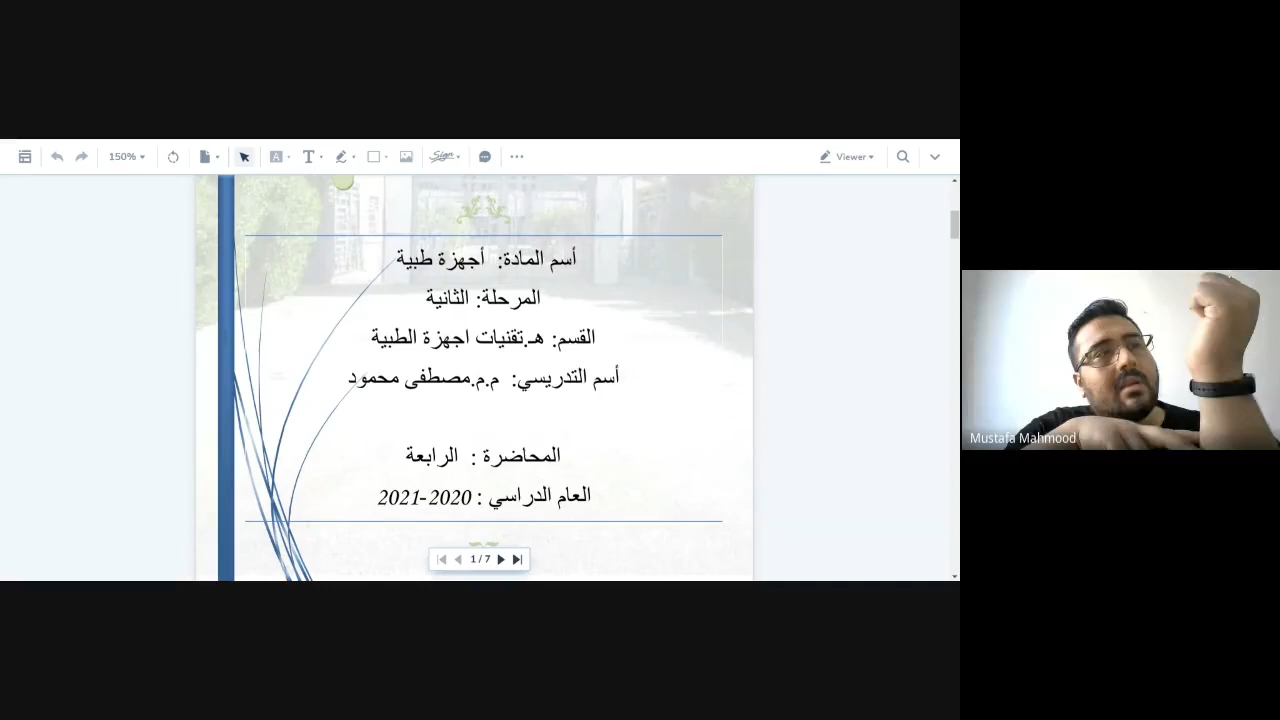 150%
A
T
Sign
Viewer
أسم المادة: أجهزة طبية
المرحلة: الثانية
القسم: هـ.تقنيات اجهزة الطبية
أسم التدريسي: م.م.مصطفى محمود
المحاضرة : الرابعة
العام الدراسي : 2020-2021
1 / 7
Mustafa Mahmood